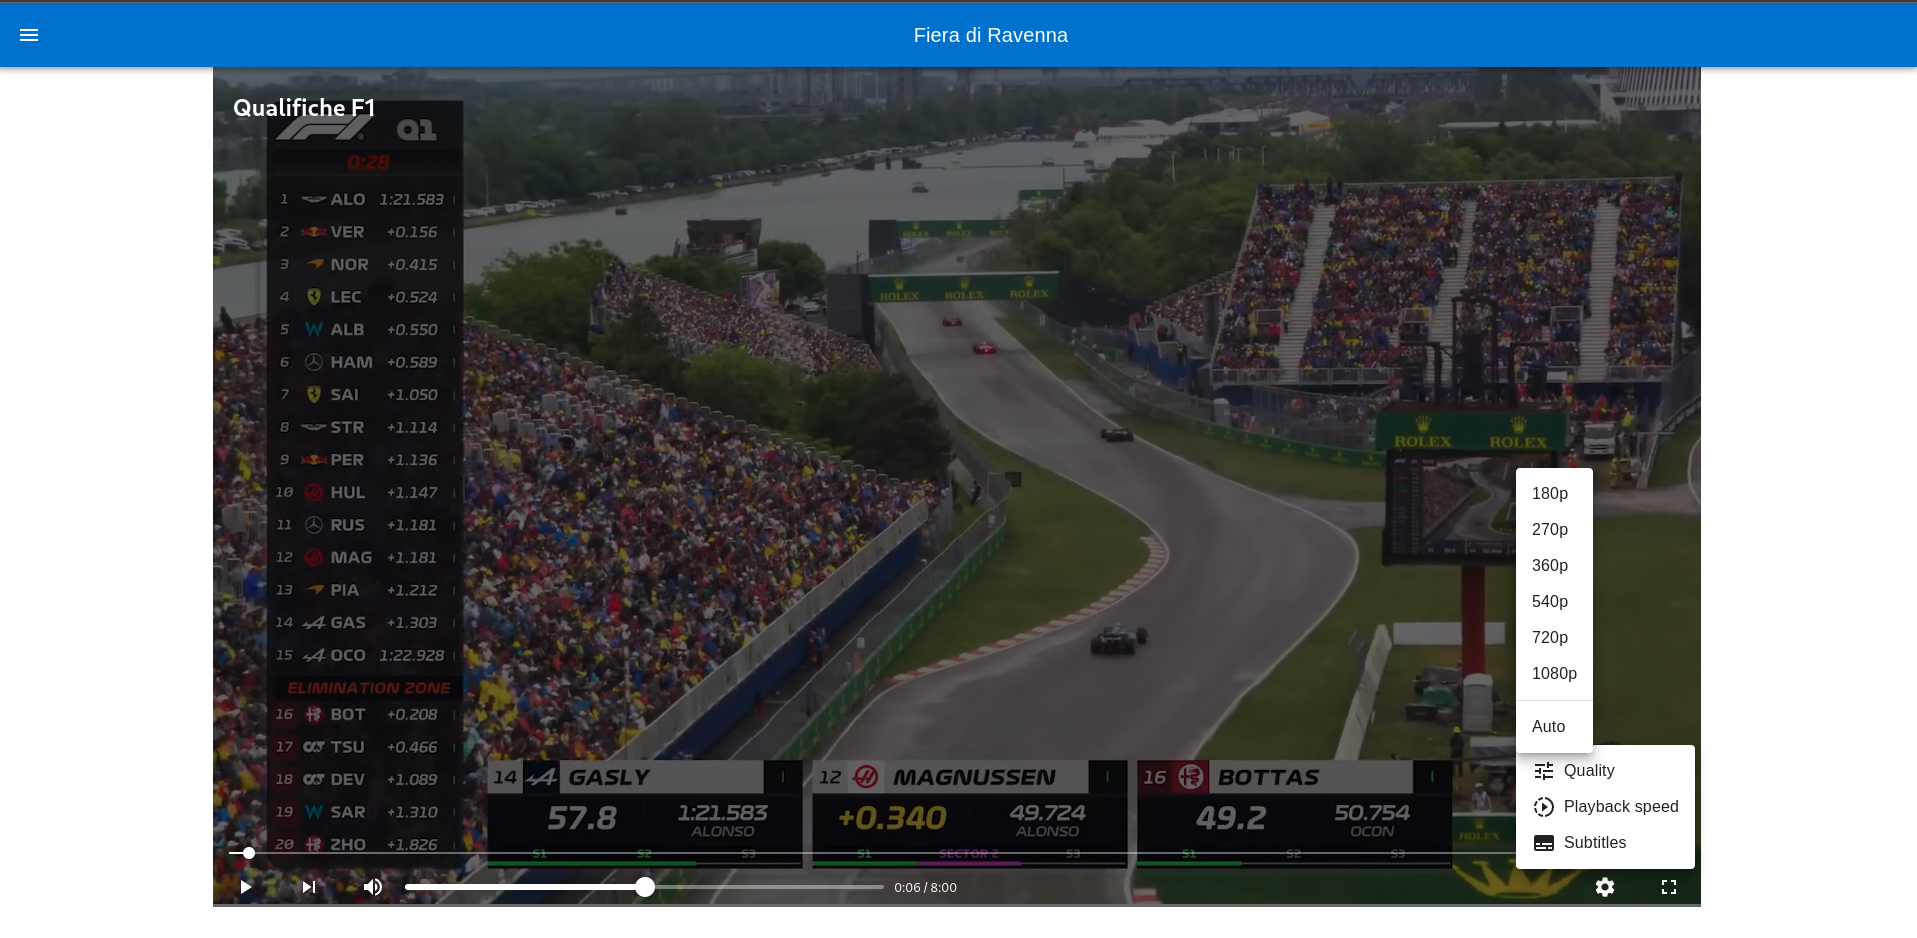 Fiera di Ravenna
Qualifiche F1
F1 Q1
0:28
1 ALO 1:21.583
2 VER +0.156
3 NOR +0.415
4 LEC +0.524
5 ALB +0.550
6 HAM +0.589
7 SAI +1.050
8 STR +1.114
9 PER +1.136
10 HUL +1.147
11 RUS +1.181
12 MAG +1.181
13 PIA +1.212
14 GAS +1.303
15 OCO 1:22.928
ELIMINATION ZONE
16 BOT +0.208
17 TSU +0.466
18 DEV +1.089
19 SAR +1.310
20 ZHO +1.826
ROLEX ROLEX ROLEX
ROLEX ROLEX
180p
270p
360p
540p
720p
1080p
Auto
Quality
Playback speed
Subtitles
14 GASLY
57.8 1:21.583
ALONSO
S1 S2 S3
12 MAGNUSSEN
+0.340 49.724
ALONSO
S1 SECTOR 2 S3
16 BOTTAS
49.2 50.754
OCON
S1 S2 S3
ROLEX
0:06 / 8:00